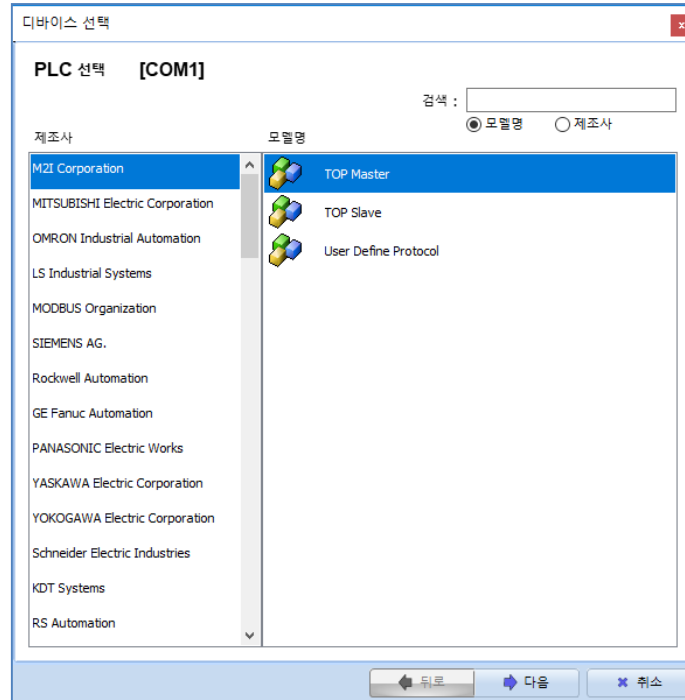 디바이스 선택
x
PLC 선택 [COM1]
검색 :
모델명 제조사
제조사 모델명
M2I Corporation
MITSUBISHI Electric Corporation
OMRON Industrial Automation
LS Industrial Systems
MODBUS Organization
SIEMENS AG.
Rockwell Automation
GE Fanuc Automation
PANASONIC Electric Works
YASKAWA Electric Corporation
YOKOGAWA Electric Corporation
Schneider Electric Industries
KDT Systems
RS Automation
TOP Master
TOP Slave
User Define Protocol
뒤로 다음 취소